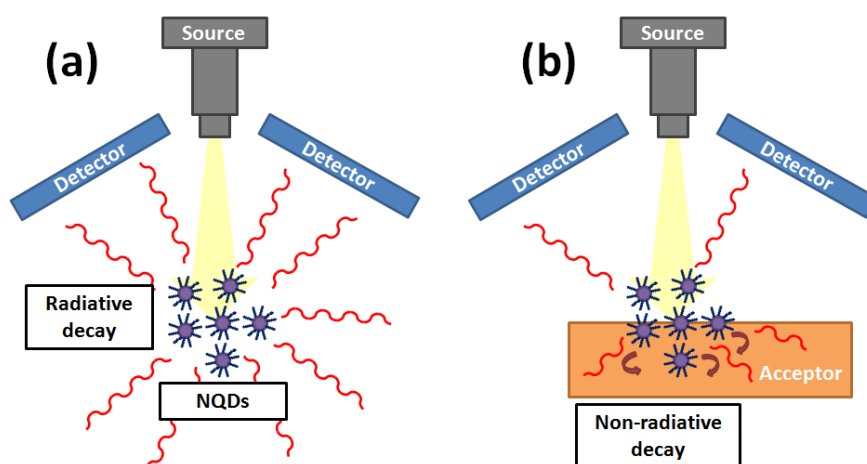 (a)
Source
Detector
Detector
Radiative
decay
NQDs
(b)
Source
Detector
Detector
Acceptor
Non-radiative
decay